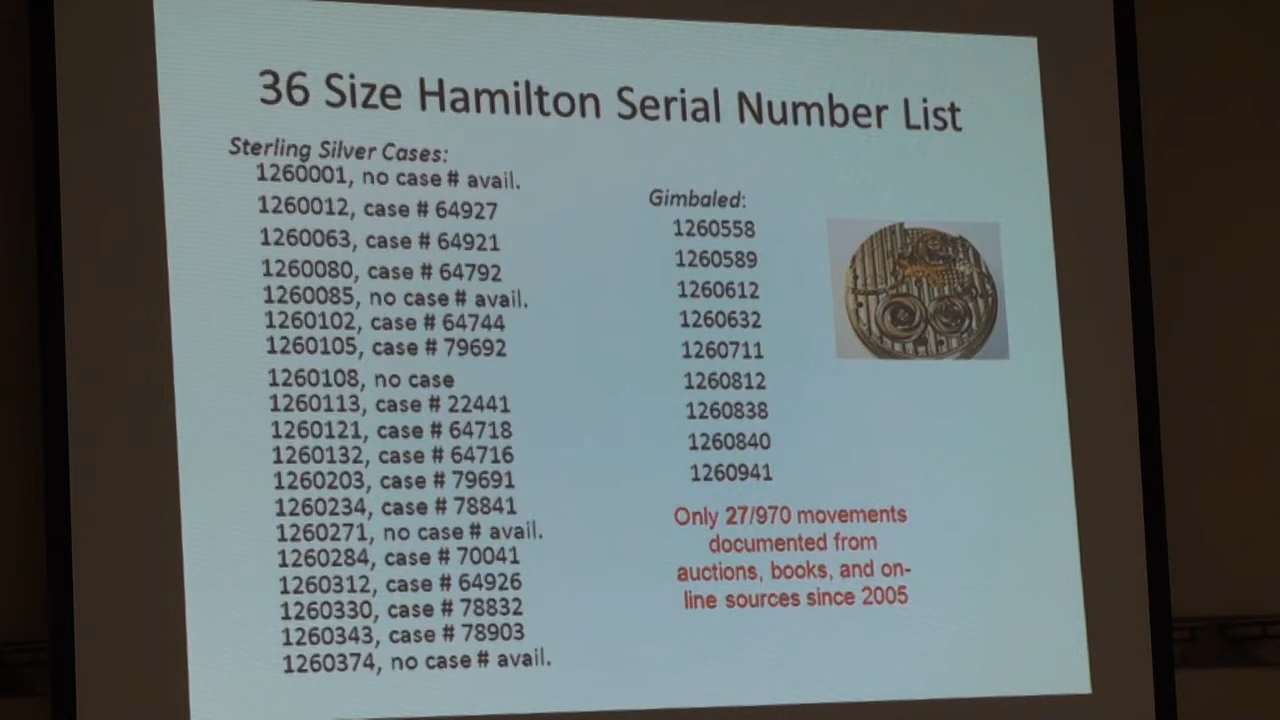 36 Size Hamilton Serial Number List
Sterling Silver Cases:
1260001, no case # avail.
1260012, case # 64927
1260063, case # 64921
1260080, case # 64792
1260085, no case # avail.
1260102, case # 64744
1260105, case # 79692
1260108, no case
1260113, case # 22441
1260121, case # 64718
1260132, case # 64716
1260203, case # 79691
1260234, case # 78841
1260271, no case # avail.
1260284, case # 70041
1260312, case # 64926
1260330, case # 78832
1260343, case # 78903
1260374, no case # avail.
Gimbaled:
1260558
1260589
1260612
1260632
1260711
1260812
1260838
1260840
1260941
Only 27/970 movements
documented from
auctions, books, and on-
line sources since 2005